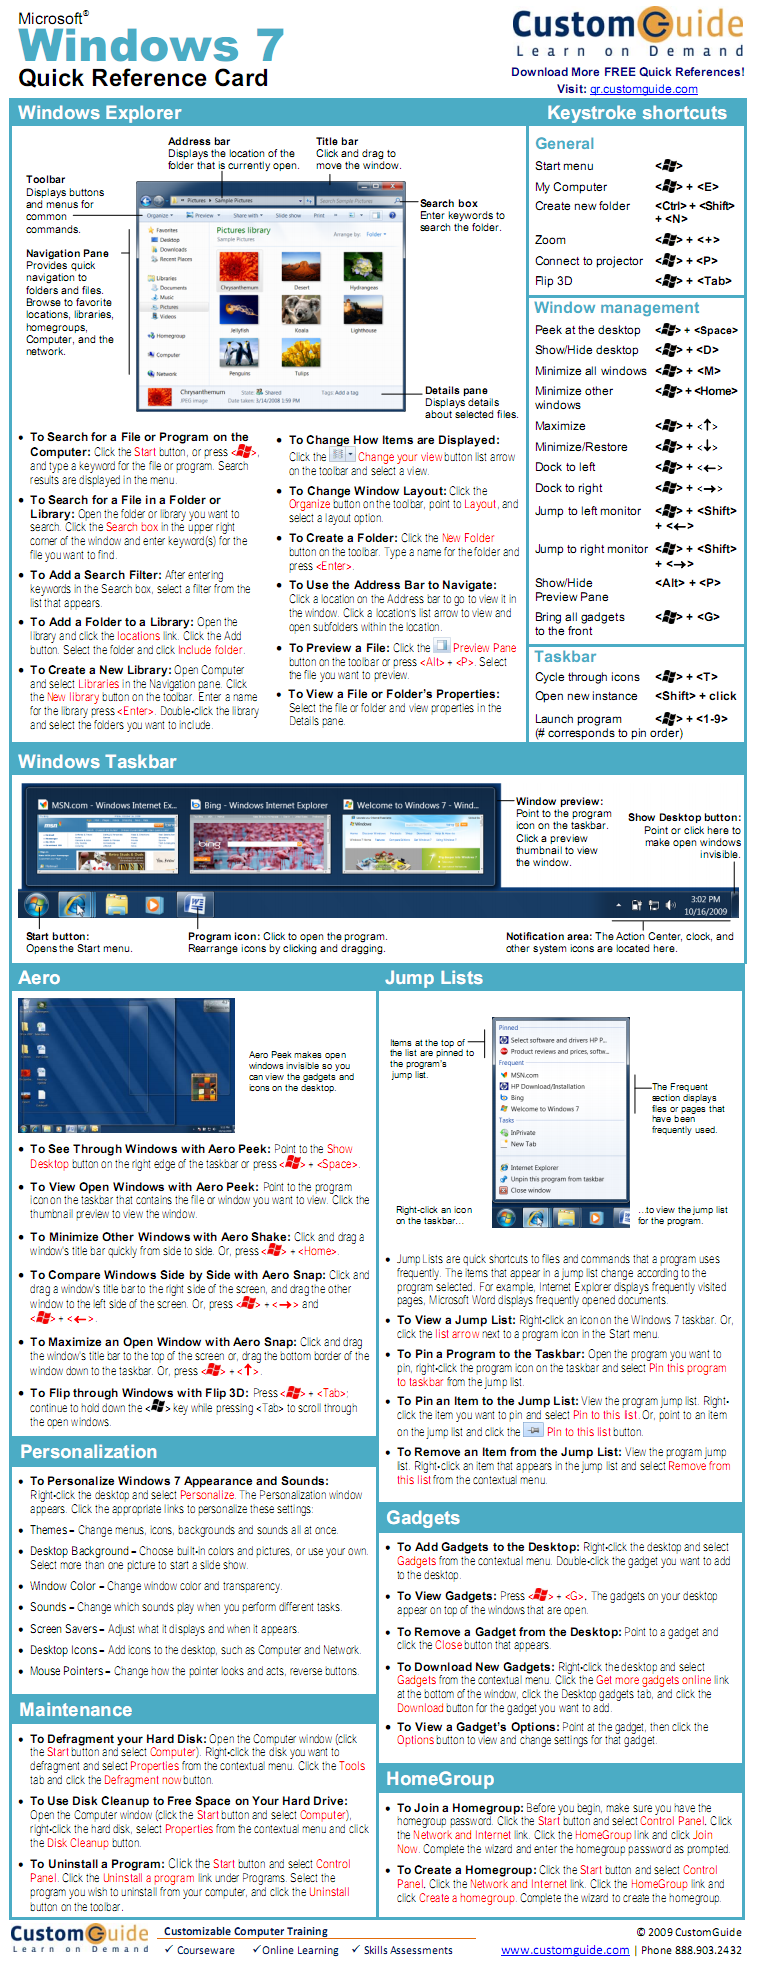 Microsoft®
Windows 7
Quick Reference Card
CustomGuide
Learn on Demand
Download More FREE Quick References!
Visit: qr.customguide.com
Windows Explorer
Address bar
Displays the location of the
folder that is currently open.
Title bar
Click and drag to
move the window.
Toolbar
Displays buttons
and menus for
common
commands.
Search box
Enter keywords to
search the folder.
Navigation Pane
Provides quick
navigation to
folders and files.
Browse to favorite
locations, libraries,
homegroups,
Computer, and the
network.
Details pane
Displays details
about selected files.
Pictures ▸ Sample Pictures
Search Sample Pictures
Organize Preview Share with Slide show Print
Favorites
Desktop
Downloads
Recent Places
Libraries
Documents
Music
Pictures
Videos
Homegroup
Computer
Network
Pictures library
Sample Pictures
Arrange by: Folder
Chrysanthemum Desert Hydrangeas
Jellyfish Koala Lighthouse
Penguins Tulips
Chrysanthemum State: Shared Tags: Add a tag
JPEG image Date taken: 3/14/2008 1:59 PM
• To Search for a File or Program on the
Computer: Click the Start button, or press < >,
and type a keyword for the file or program. Search
results are displayed in the menu.
• To Search for a File in a Folder or
Library: Open the folder or library you want to
search. Click the Search box in the upper right
corner of the window and enter keyword(s) for the
file you want to find.
• To Add a Search Filter: After entering
keywords in the Search box, select a filter from the
list that appears.
• To Add a Folder to a Library: Open the
library and click the locations link. Click the Add
button. Select the folder and click Include folder.
• To Create a New Library: Open Computer
and select Libraries in the Navigation pane. Click
the New library button on the toolbar. Enter a name
for the library press <Enter>. Double-click the library
and select the folders you want to include.
• To Change How Items are Displayed:
Click the Change your view button list arrow
on the toolbar and select a view.
• To Change Window Layout: Click the
Organize button on the toolbar, point to Layout, and
select a layout option.
• To Create a Folder: Click the New Folder
button on the toolbar. Type a name for the folder and
press <Enter>.
• To Use the Address Bar to Navigate:
Click a location on the Address bar to go to view it in
the window. Click a location's list arrow to view and
open subfolders within the location.
• To Preview a File: Click the Preview Pane
button on the toolbar or press <Alt> + <P>. Select
the file you want to preview.
• To View a File or Folder's Properties:
Select the file or folder and view properties in the
Details pane.
Keystroke shortcuts
General
Start menu < >
My Computer < > + <E>
Create new folder <Ctrl> + <Shift>
+ <N>
Zoom < > + <+>
Connect to projector < > + <P>
Flip 3D < > + <Tab>
Window management
Peek at the desktop < > + <Space>
Show/Hide desktop < > + <D>
Minimize all windows < > + <M>
Minimize other < > + <Home>
windows
Maximize < > + <↑>
Minimize/Restore < > + <↓>
Dock to left < > + <←>
Dock to right < > + <→>
Jump to left monitor < > + <Shift>
+ <←>
Jump to right monitor < > + <Shift>
+ <→>
Show/Hide <Alt> + <P>
Preview Pane
Bring all gadgets < > + <G>
to the front
Taskbar
Cycle through icons < > + <T>
Open new instance <Shift> + click
Launch program < > + <1-9>
(# corresponds to pin order)
Windows Taskbar
MSN.com - Windows Internet Ex...
Bing - Windows Internet Explorer
Welcome to Windows 7 - Wind...
msn
bing
Windows
Window preview:
Point to the program
icon on the taskbar.
Click a preview
thumbnail to view
the window.
Show Desktop button:
Point or click here to
make open windows
invisible.
3:02 PM
10/16/2009
Start button:
Opens the Start menu.
Program icon: Click to open the program.
Rearrange icons by clicking and dragging.
Notification area: The Action Center, clock, and
other system icons are located here.
Aero
Aero Peek makes open
windows invisible so you
can view the gadgets and
icons on the desktop.
• To See Through Windows with Aero Peek: Point to the Show
Desktop button on the right edge of the taskbar or press < > + <Space>.
• To View Open Windows with Aero Peek: Point to the program
icon on the taskbar that contains the file or window you want to view. Click the
thumbnail preview to view the window.
• To Minimize Other Windows with Aero Shake: Click and drag a
window's title bar quickly from side to side. Or, press < > + <Home>.
• To Compare Windows Side by Side with Aero Snap: Click and
drag a window's title bar to the right side of the screen, and drag the other
window to the left side of the screen. Or, press < > + <→> and
< > + <←>.
• To Maximize an Open Window with Aero Snap: Click and drag
the window's title bar to the top of the screen or, drag the bottom border of the
window down to the taskbar. Or, press < > + <↑>.
• To Flip through Windows with Flip 3D: Press < > + <Tab>;
continue to hold down the < > key while pressing <Tab> to scroll through
the open windows.
Personalization
• To Personalize Windows 7 Appearance and Sounds:
Right-click the desktop and select Personalize. The Personalization window
appears. Click the appropriate links to personalize these settings:
• Themes – Change menus, icons, backgrounds and sounds all at once.
• Desktop Background – Choose built-in colors and pictures, or use your own.
Select more than one picture to start a slide show.
• Window Color – Change window color and transparency.
• Sounds – Change which sounds play when you perform different tasks.
• Screen Savers – Adjust what it displays and when it appears.
• Desktop Icons – Add icons to the desktop, such as Computer and Network.
• Mouse Pointers – Change how the pointer looks and acts, reverse buttons.
Maintenance
• To Defragment your Hard Disk: Open the Computer window (click
the Start button and select Computer). Right-click the disk you want to
defragment and select Properties from the contextual menu. Click the Tools
tab and click the Defragment now button.
• To Use Disk Cleanup to Free Space on Your Hard Drive:
Open the Computer window (click the Start button and select Computer),
right-click the hard disk, select Properties from the contextual menu and click
the Disk Cleanup button.
• To Uninstall a Program: Click the Start button and select Control
Panel. Click the Uninstall a program link under Programs. Select the
program you wish to uninstall from your computer, and click the Uninstall
button on the toolbar.
Jump Lists
Items at the top of
the list are pinned to
the program's
jump list.
Pinned
Select software and drivers HP P...
Product reviews and prices, softw...
Frequent
MSN.com
HP Download/Installation
Bing
Welcome to Windows 7
Tasks
InPrivate
New Tab
Internet Explorer
Unpin this program from taskbar
Close window
The Frequent
section displays
files or pages that
have been
frequently used.
Right-click an icon
on the taskbar...
...to view the jump list
for the program.
• Jump Lists are quick shortcuts to files and commands that a program uses
frequently. The items that appear in a jump list change according to the
program selected. For example, Internet Explorer displays frequently visited
pages, Microsoft Word displays frequently opened documents.
• To View a Jump List: Right-click an icon on the Windows 7 taskbar. Or,
click the list arrow next to a program icon in the Start menu.
• To Pin a Program to the Taskbar: Open the program you want to
pin, right-click the program icon on the taskbar and select Pin this program
to taskbar from the jump list.
• To Pin an Item to the Jump List: View the program jump list. Right-
click the item you want to pin and select Pin to this list. Or, point to an item
on the jump list and click the Pin to this list button.
• To Remove an Item from the Jump List: View the program jump
list. Right-click an item that appears in the jump list and select Remove from
this list from the contextual menu.
Gadgets
• To Add Gadgets to the Desktop: Right-click the desktop and select
Gadgets from the contextual menu. Double-click the gadget you want to add
to the desktop.
• To View Gadgets: Press < > + <G>. The gadgets on your desktop
appear on top of the windows that are open.
• To Remove a Gadget from the Desktop: Point to a gadget and
click the Close button that appears.
• To Download New Gadgets: Right-click the desktop and select
Gadgets from the contextual menu. Click the Get more gadgets online link
at the bottom of the window, click the Desktop gadgets tab, and click the
Download button for the gadget you want to add.
• To View a Gadget's Options: Point at the gadget, then click the
Options button to view and change settings for that gadget.
HomeGroup
• To Join a Homegroup: Before you begin, make sure you have the
homegroup password. Click the Start button and select Control Panel. Click
the Network and Internet link. Click the HomeGroup link and click Join
Now. Complete the wizard and enter the homegroup password as prompted.
• To Create a Homegroup: Click the Start button and select Control
Panel. Click the Network and Internet link. Click the HomeGroup link and
click Create a homegroup. Complete the wizard to create the homegroup.
CustomGuide
Learn on Demand
Customizable Computer Training
✓ Courseware ✓ Online Learning ✓ Skills Assessments
© 2009 CustomGuide
www.customguide.com | Phone 888.903.2432